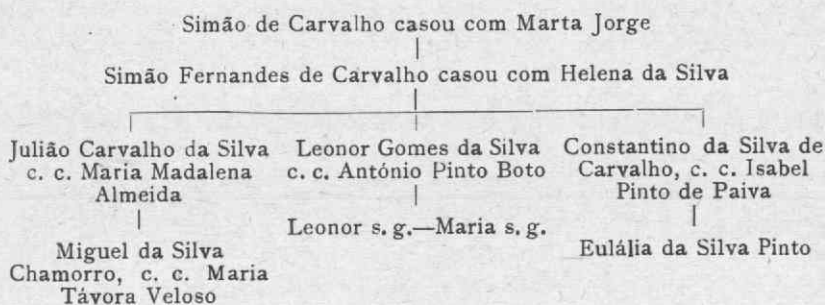 Simão de Carvalho casou com Marta Jorge
Simão Fernandes de Carvalho casou com Helena da Silva
Julião Carvalho da Silva
c. c. Maria Madalena
Almeida
Miguel da Silva
Chamorro, c. c. Maria
Távora Veloso
Leonor Gomes da Silva
c. c. António Pinto Boto
Leonor s. g.—Maria s. g.
Constantino da Silva de
Carvalho, c. c. Isabel
Pinto de Paiva
Eulália da Silva Pinto